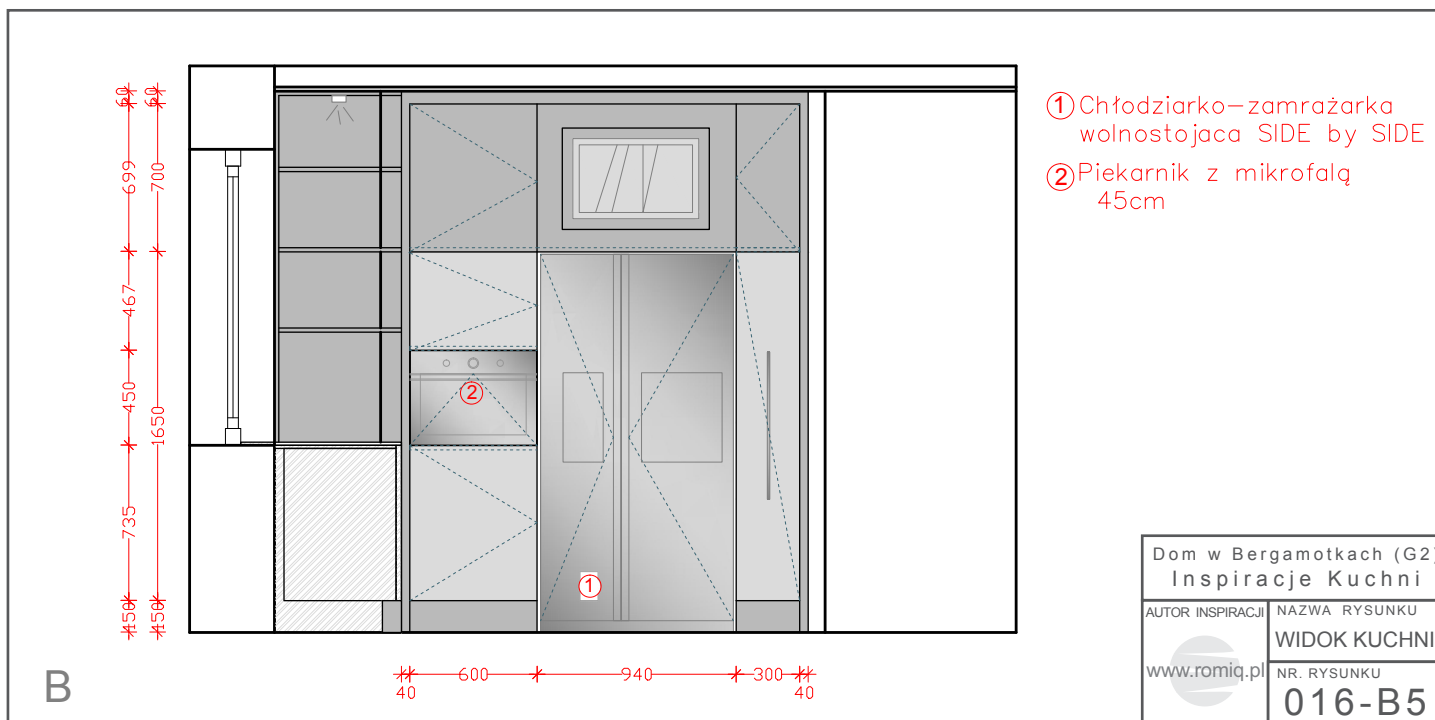 60
699
467
450
735
150
60
700
1650
150
40
600
940
300
40
①Chłodziarko-zamrażarka
wolnostojaca SIDE by SIDE
②Piekarnik z mikrofalą
45cm
②
①
B
Dom w Bergamotkach (G2)
Inspiracje Kuchni
AUTOR INSPIRACJI
www.romiq.pl
NAZWA RYSUNKU
WIDOK KUCHNI
NR. RYSUNKU
016-B5